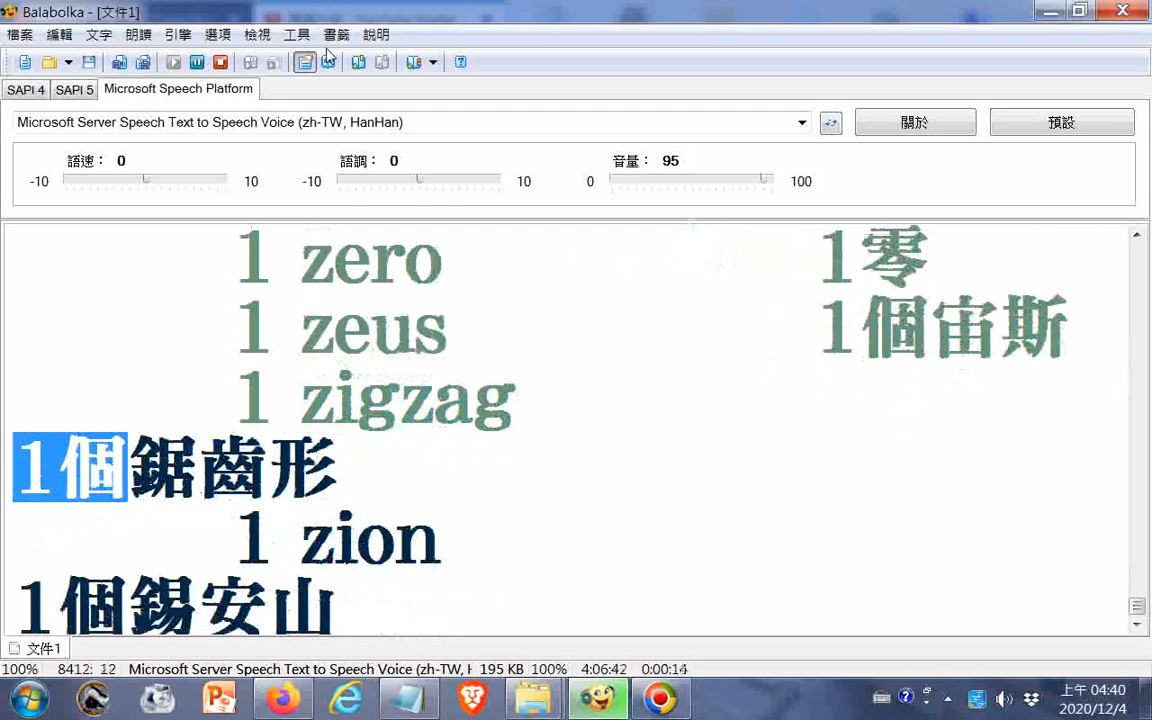 Balabolka - [文件1]
檔案 編輯 文字 朗讀 引擎 選項 檢視 工具 書籤 說明
SAPI 4 SAPI 5 Microsoft Speech Platform
Microsoft Server Speech Text to Speech Voice (zh-TW, HanHan) 關於 預設
語速： 0 語調： 0 音量： 95
-10 10 -10 10 0 100
1 zero 1零
1 zeus 1個宙斯
1 zigzag
1個鋸齒形
1 zion
1個錫安山
文件1
100% 8412: 12 Microsoft Server Speech Text to Speech Voice (zh-TW, H 195 KB 100% 4:06:42 0:00:14
上午 04:40
2020/12/4